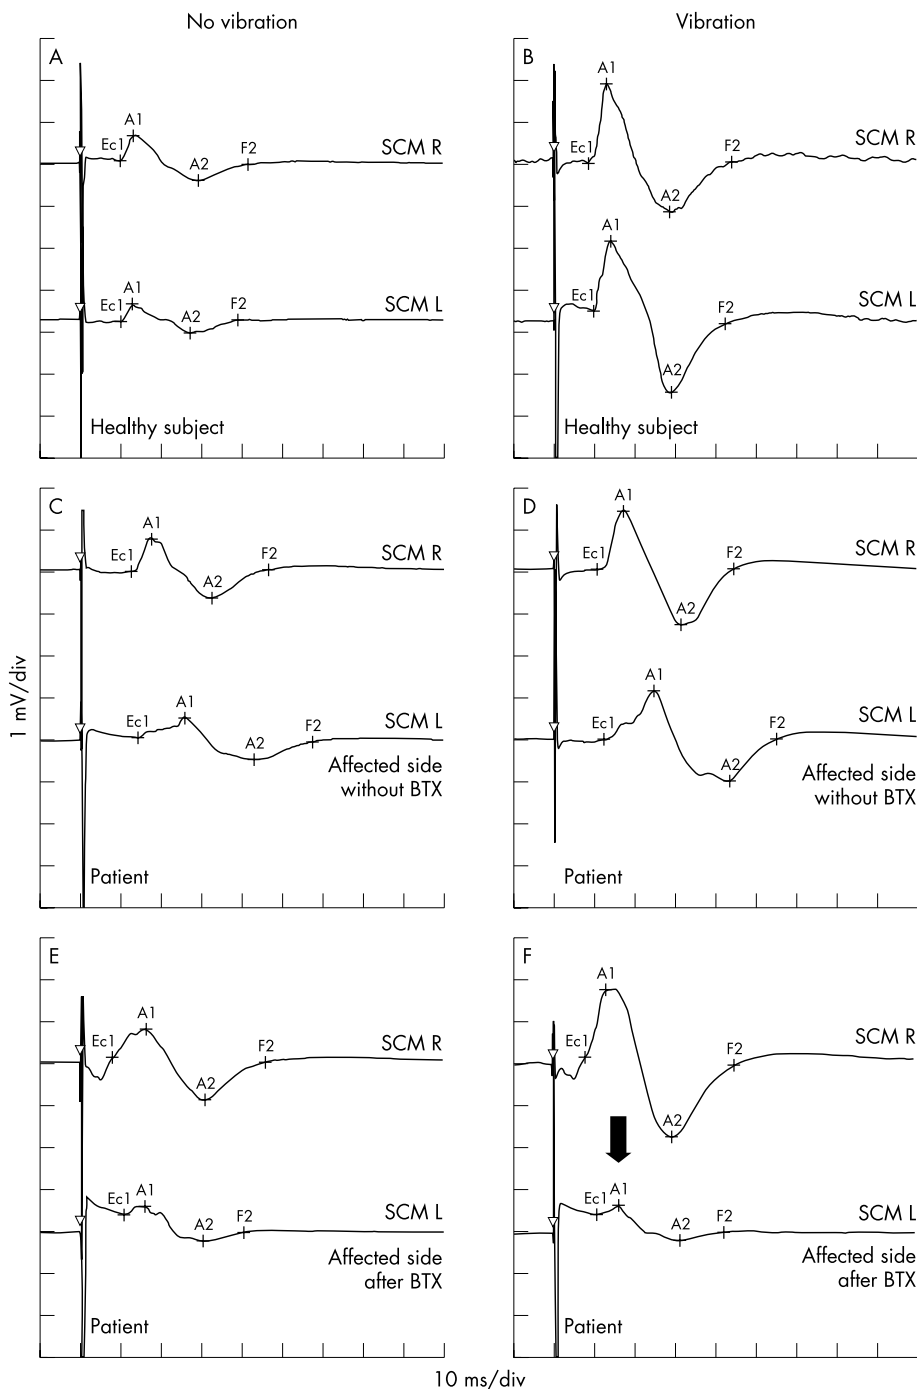 No vibration
Vibration
A
A1
Ec1
A2
F2
SCM R
A1
Ec1
A2
F2
SCM L
Healthy subject
B
A1
Ec1
A2
F2
SCM R
A1
Ec1
A2
F2
SCM L
Healthy subject
C
A1
Ec1
A2
F2
SCM R
A1
Ec1
A2
F2
SCM L
Affected side
without BTX
Patient
D
A1
Ec1
A2
F2
SCM R
A1
Ec1
A2
F2
SCM L
Affected side
without BTX
Patient
1 mV/div
E
A1
Ec1
A2
F2
SCM R
A1
Ec1
A2
F2
SCM L
Affected side
after BTX
Patient
F
A1
Ec1
A2
F2
SCM R
A1
Ec1
A2
F2
SCM L
Affected side
after BTX
Patient
10 ms/div